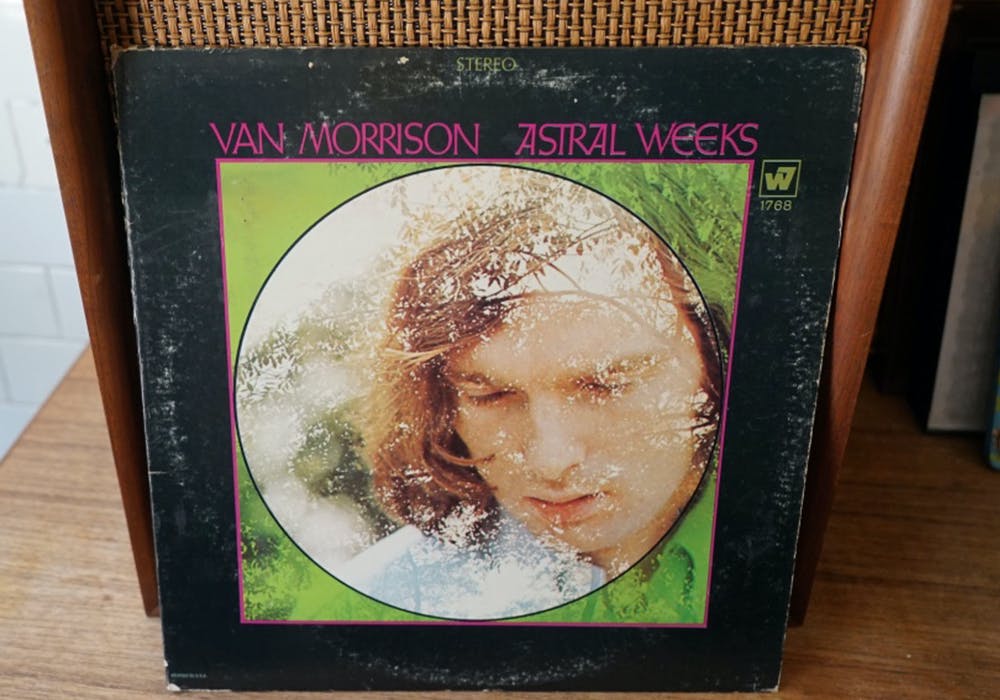 STEREO
VAN MORRISON ASTRAL WEEKS
W7
1768